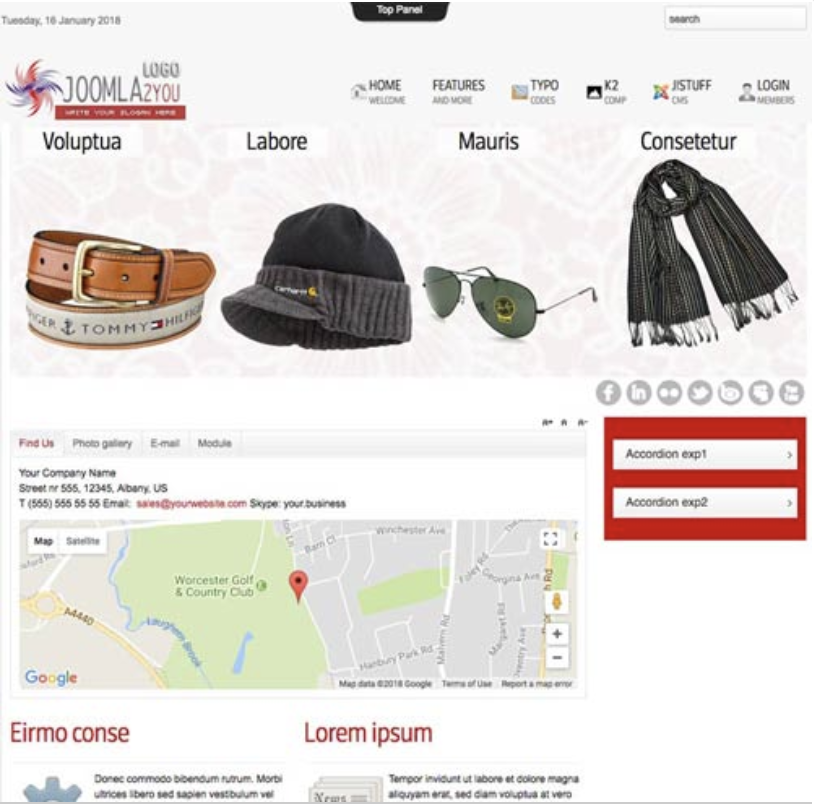 Top Panel
Tuesday, 16 January 2018
search
LOGO
JOOMLA2YOU
WRITE YOUR SLOGAN HERE
HOME FEATURES TYPO K2 JISTUFF LOGIN
WELCOME AND MORE CODES COMP CMS MEMBERS
Voluptua Labore Mauris Consetetur
carhartt
TOMMY HILFIG
A+ A A-
Find Us Photo gallery E-mail Module
Accordion exp1
Accordion exp2
Your Company Name
Street nr 555, 12345, Albany, US
T (555) 555 55 55 Email: sales@yourwebsite.com Skype: your.business
Map Satellite
Winchester Ave
Barn Cl
Foley Rd
Georgina Ave
Worcester Golf
& Country Club
A4440
Laughern Brook
Malvern Rd
Margaret Rd
Hanbury Park Rd
Google
Map data ©2018 Google Terms of Use Report a map error
Eirmo conse
Lorem ipsum
Donec commodo bibendum rutrum. Morbi
ultrices libero sed sapien vestibulum vel
News
Tempor invidunt ut labore et dolore magna
aliquyam erat, sed diam voluptua at vero